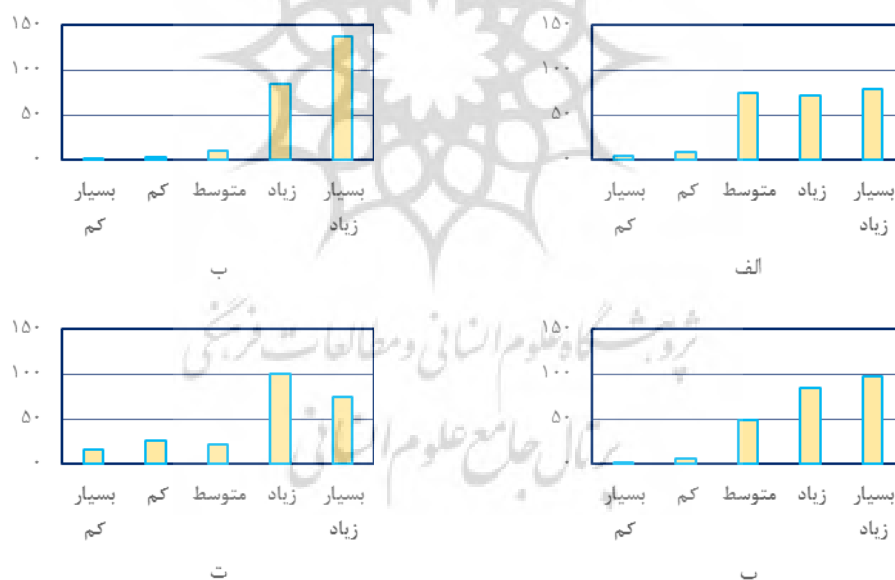 ۱۵۰
۱۰۰
۵۰
۰
بسیار کم
کم
متوسط
زیاد
بسیار زیاد
الف
۱۵۰
۱۰۰
۵۰
۰
بسیار کم
کم
متوسط
زیاد
بسیار زیاد
ب
۱۵۰
۱۰۰
۵۰
۰
بسیار کم
کم
متوسط
زیاد
بسیار زیاد
۱۵۰
۱۰۰
۵۰
۰
بسیار کم
کم
متوسط
زیاد
بسیار زیاد
ت
پژوهشگاه علوم انسانی و مطالعات فرهنگی
پرتال جامع علوم انسانی